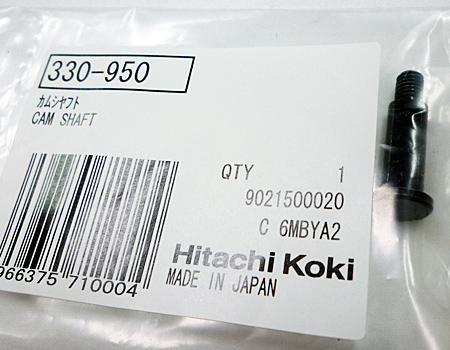 330-950
カムシャフト
CAM SHAFT
QTY 1
9021500020
C 6MBYA2
Hitachi Koki
MADE IN JAPAN
966375 710004